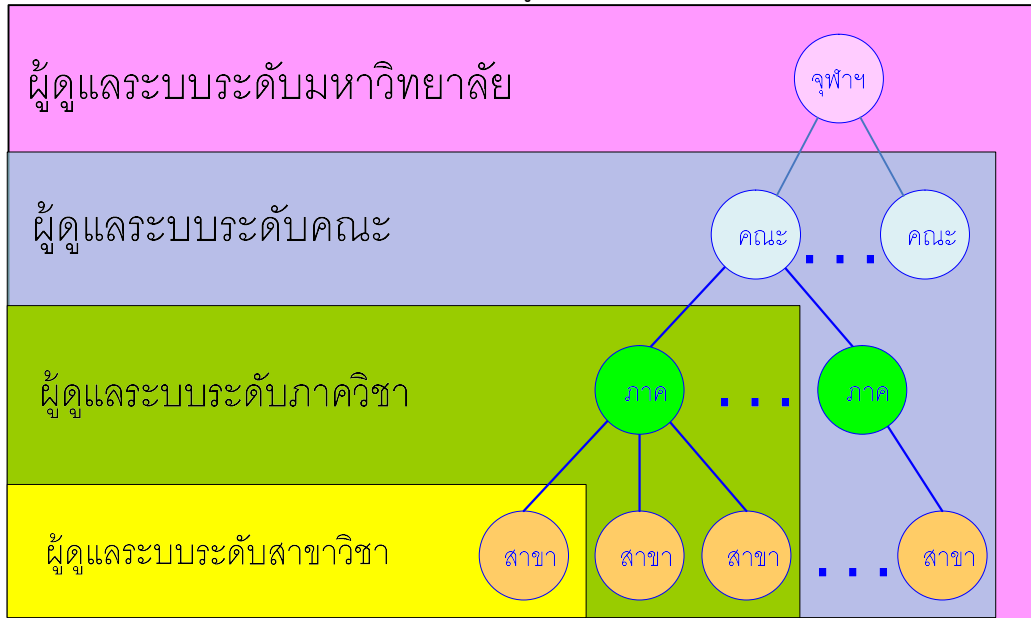 ผู้ดูแลระบบระดับมหาวิทยาลัย
จุฬาฯ
ผู้ดูแลระบบระดับคณะ
คณะ . . . คณะ
ผู้ดูแลระบบระดับภาควิชา
ภาค . . . ภาค
ผู้ดูแลระบบระดับสาขาวิชา
สาขา สาขา สาขา . . . สาขา